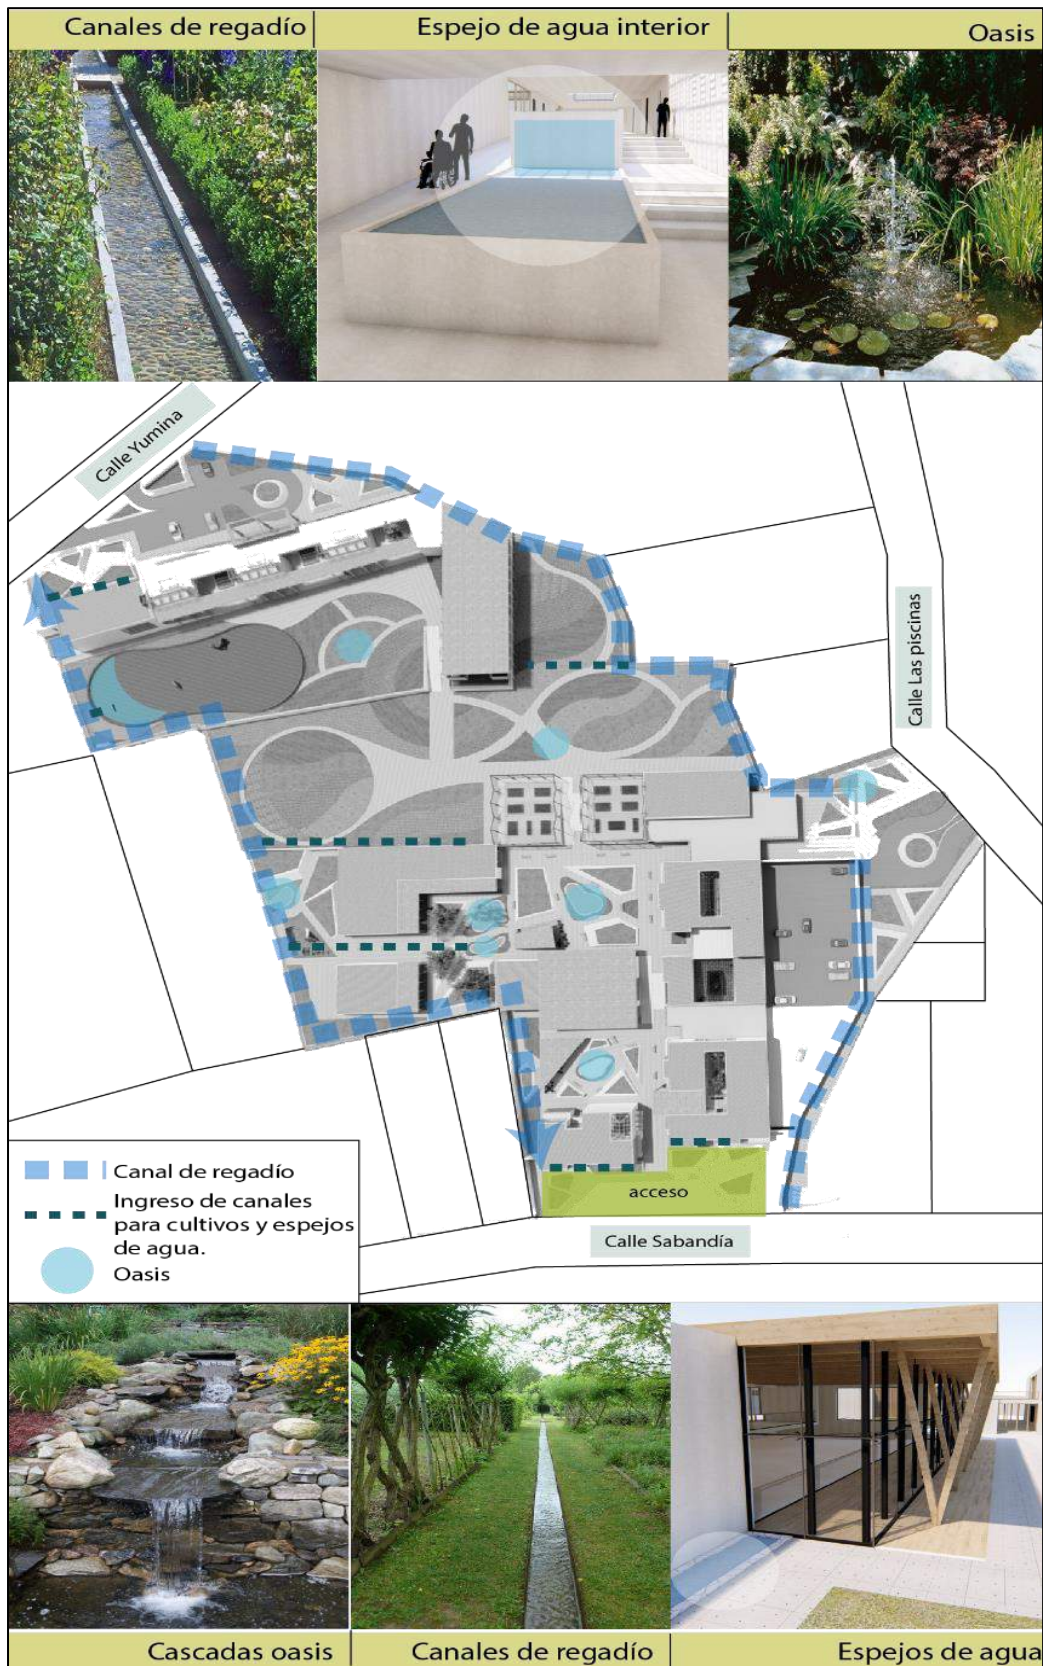 Canales de regadío
Espejo de agua interior
Oasis
Calle Yumina
Calle Las piscinas
Canal de regadío
Ingreso de canales
para cultivos y espejos
de agua.
Oasis
acceso
Calle Sabandía
Cascadas oasis
Canales de regadío
Espejos de agua